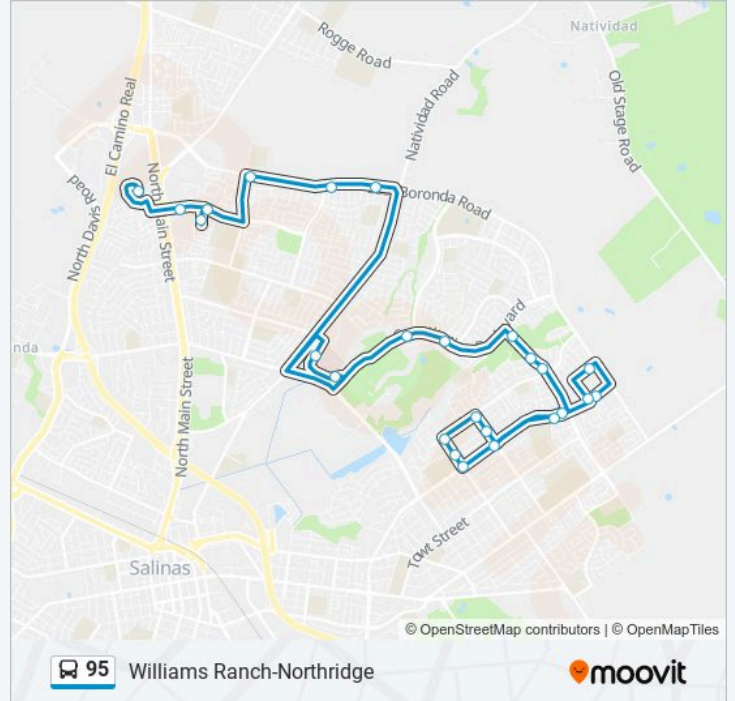 Natividad
Rogge Road
Old Stage Road
El Camino Real
Natividad Road
North Main Street
Boronda Road
North Davis Road
nda
North Main Street
Towt Street
Salinas
© OpenStreetMap contributors | © OpenMapTiles
95 Williams Ranch-Northridge
moovit